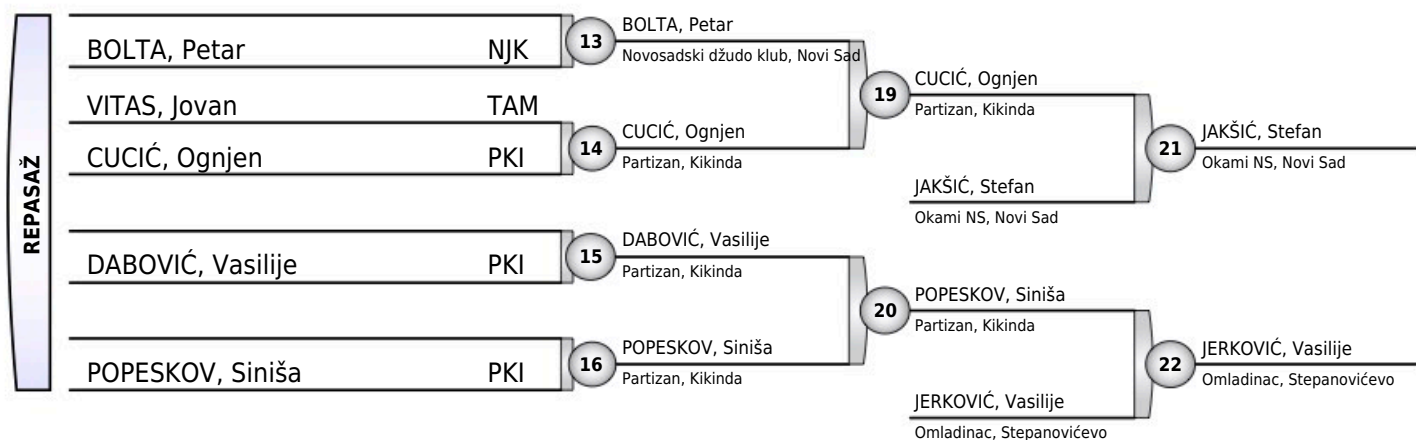 REPASAŽ
BOLTA, Petar NJK
VITAS, Jovan TAM
CUCIĆ, Ognjen PKI
DABOVIĆ, Vasilije PKI
POPESKOV, Siniša PKI
13
BOLTA, Petar
Novosadski džudo klub, Novi Sad
14
CUCIĆ, Ognjen
Partizan, Kikinda
15
DABOVIĆ, Vasilije
Partizan, Kikinda
16
POPESKOV, Siniša
Partizan, Kikinda
19
CUCIĆ, Ognjen
Partizan, Kikinda
JAKŠIĆ, Stefan
Okami NS, Novi Sad
20
POPESKOV, Siniša
Partizan, Kikinda
JERKOVIĆ, Vasilije
Omladinac, Stepanovićevo
21
JAKŠIĆ, Stefan
Okami NS, Novi Sad
22
JERKOVIĆ, Vasilije
Omladinac, Stepanovićevo